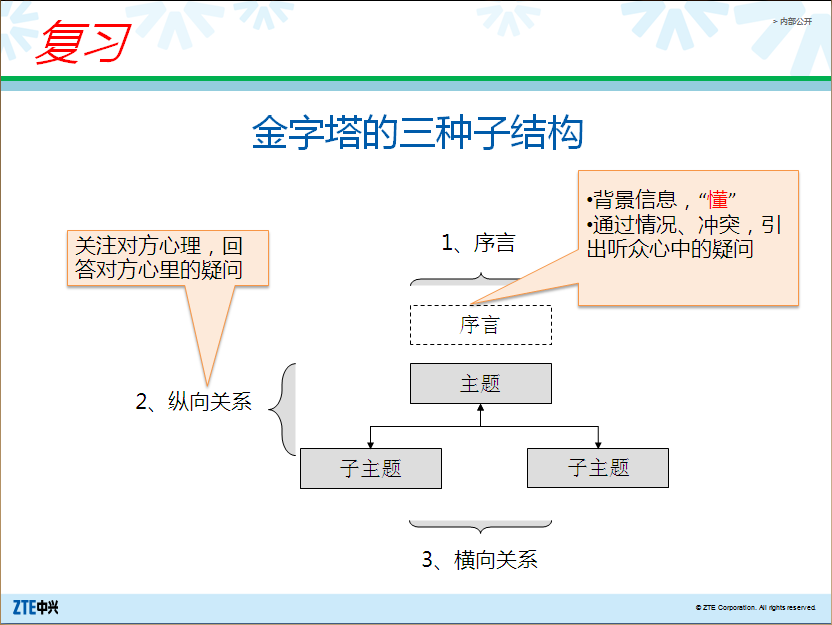 复习
> 内部公开
金字塔的三种子结构
•背景信息，“懂”
•通过情况、冲突，引
出听众心中的疑问
关注对方心理，回
答对方心里的疑问
1、序言
序言
主题
2、纵向关系
子主题
子主题
3、横向关系
ZTE中兴
© ZTE Corporation. All rights reserved.